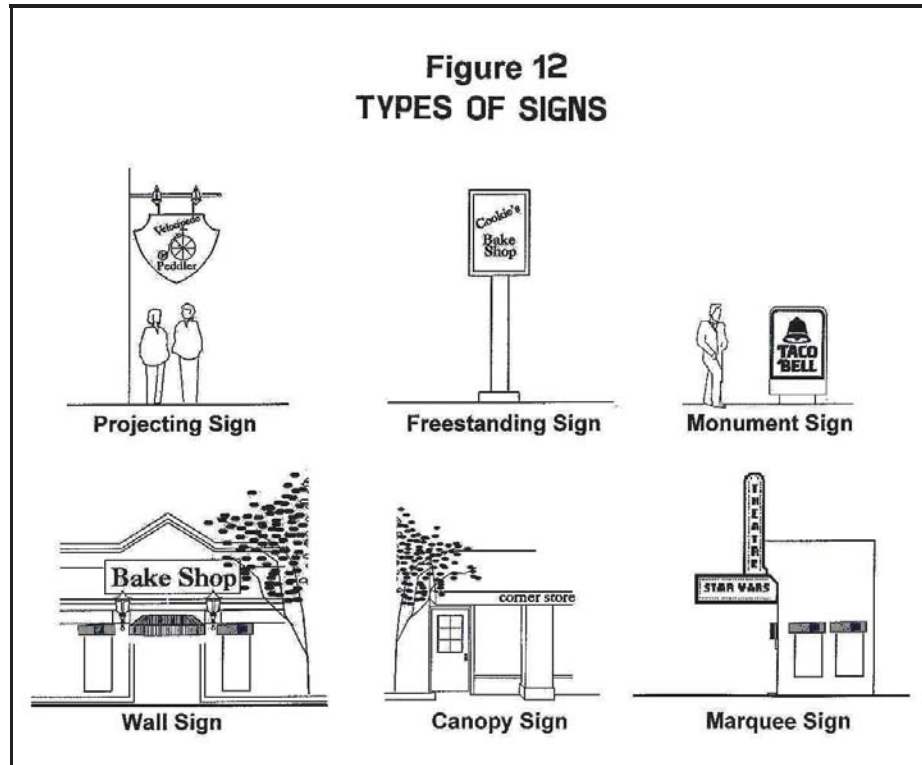 Figure 12
TYPES OF SIGNS
Velocipede
Peddler
Projecting Sign
Cookie's
Bake
Shop
Freestanding Sign
TACO
BELL
Monument Sign
Bake Shop
Wall Sign
corner store
Canopy Sign
THEATRE
STAR WARS
Marquee Sign